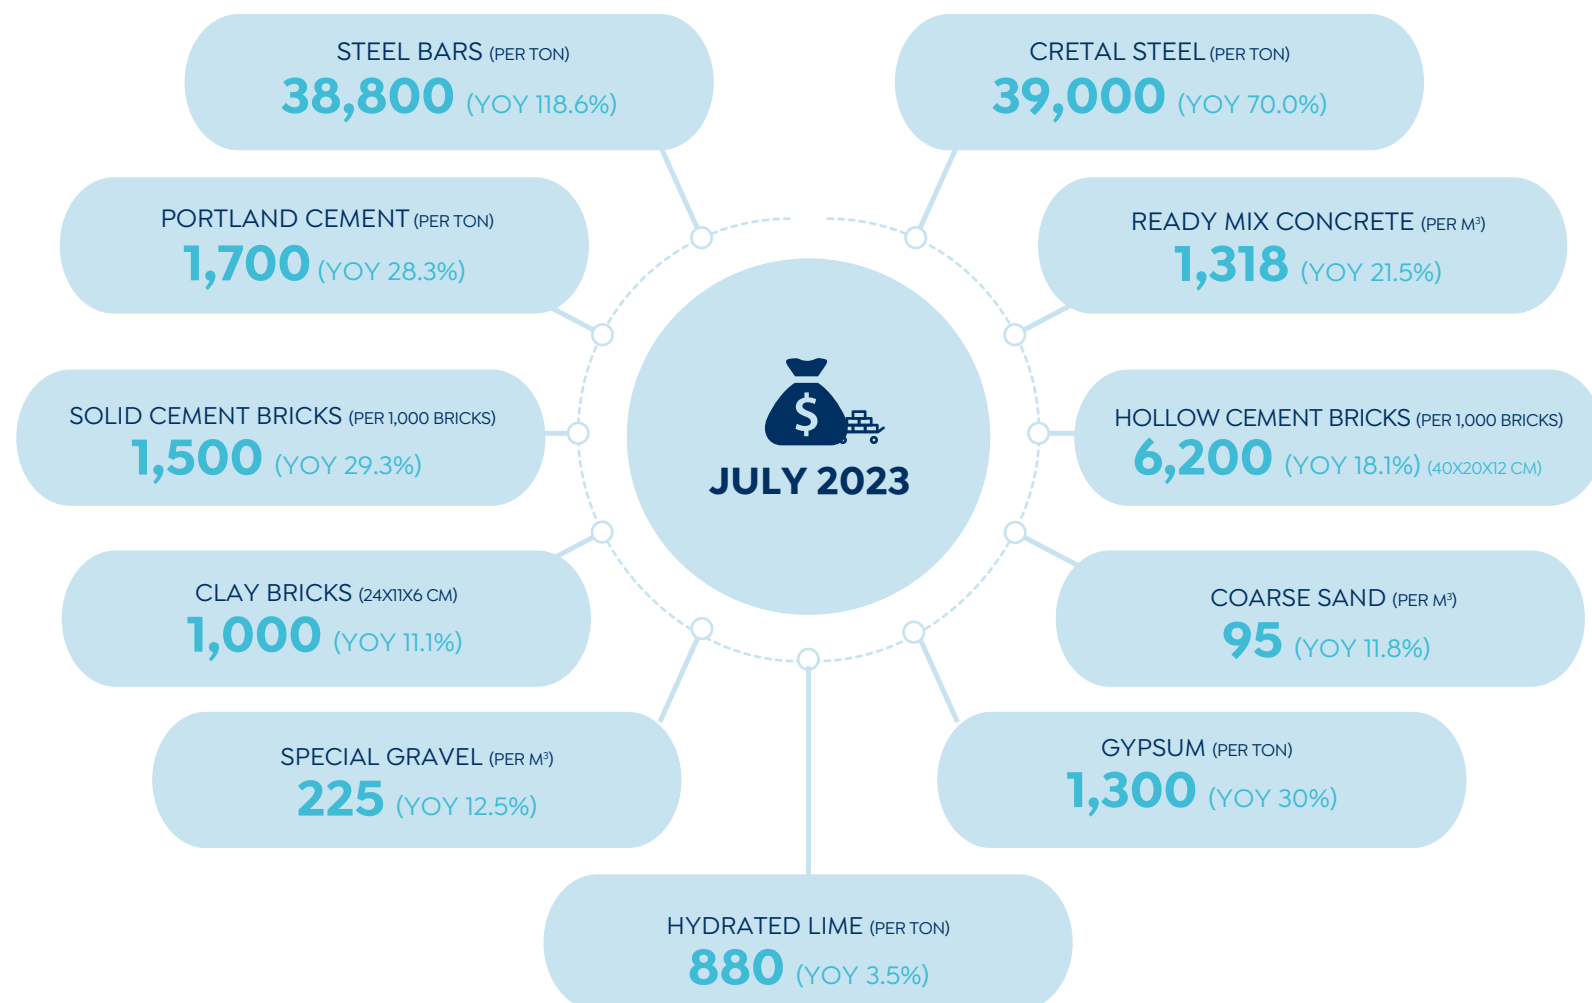 STEEL BARS (PER TON)
38,800 (YOY 118.6%)
CRETAL STEEL (PER TON)
39,000 (YOY 70.0%)
PORTLAND CEMENT (PER TON)
1,700 (YOY 28.3%)
READY MIX CONCRETE (PER M³)
1,318 (YOY 21.5%)
SOLID CEMENT BRICKS (PER 1,000 BRICKS)
1,500 (YOY 29.3%)
$
JULY 2023
HOLLOW CEMENT BRICKS (PER 1,000 BRICKS)
6,200 (YOY 18.1%) (40X20X12 CM)
CLAY BRICKS (24X11X6 CM)
1,000 (YOY 11.1%)
COARSE SAND (PER M³)
95 (YOY 11.8%)
SPECIAL GRAVEL (PER M³)
225 (YOY 12.5%)
GYPSUM (PER TON)
1,300 (YOY 30%)
HYDRATED LIME (PER TON)
880 (YOY 3.5%)